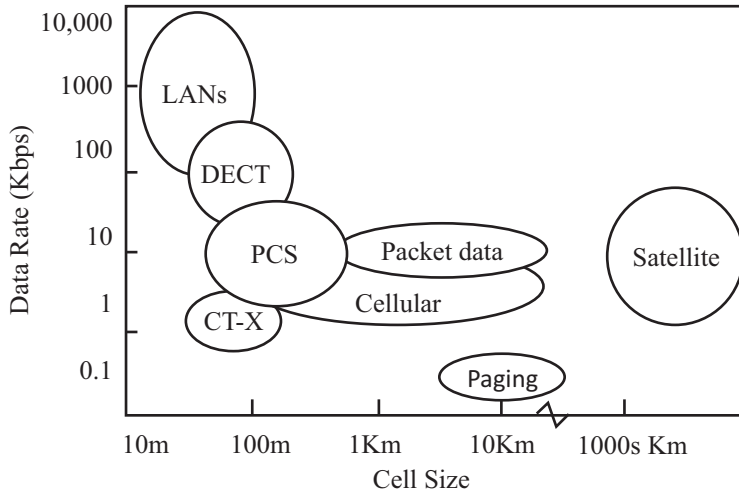 10,000
1000
100
10
1
0.1
Data Rate (Kbps)
LANs
DECT
PCS
Packet data
Satellite
Cellular
CT-X
Paging
10m 100m 1Km 10Km 1000s Km
Cell Size